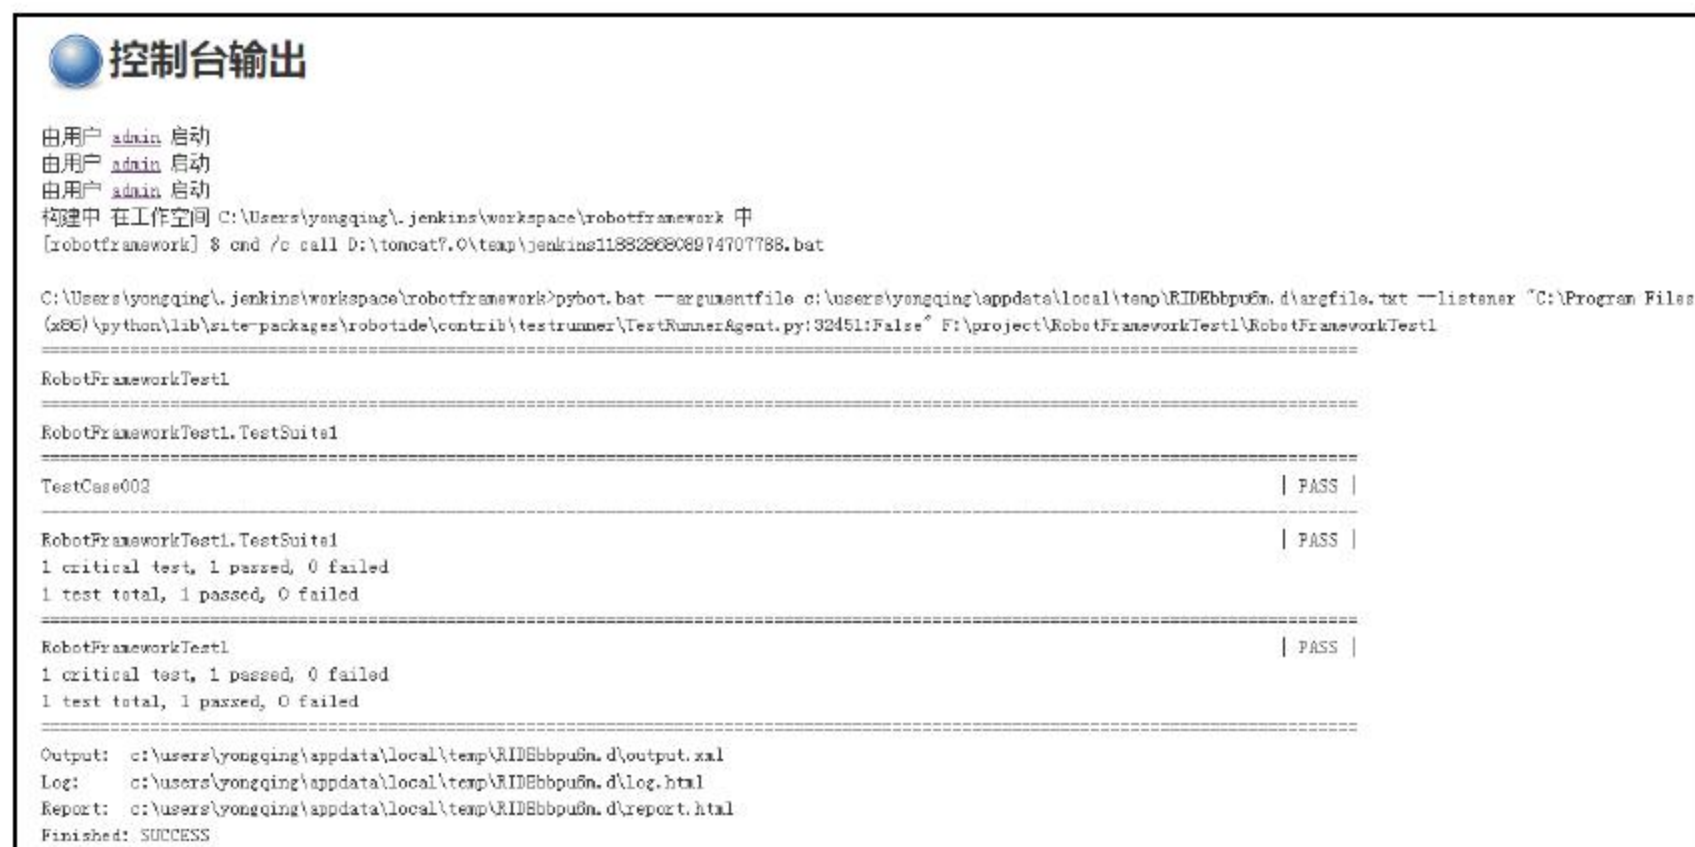 控制台输出
由用户 admin 启动
由用户 admin 启动
由用户 admin 启动
构建中 在工作空间 C:\Users\yongqing\.jenkins\workspace\robotframework 中
[robotframework] $ cmd /c call D:\tomcat7.0\temp\jenkins1188286808974707788.bat
C:\Users\yongqing\.jenkins\workspace\robotframework>pybot.bat --argumentfile c:\users\yongqing\appdata\local\temp\RIDEbbpu6m.d\argfile.txt --listener "C:\Program Files
(x86)\python\lib\site-packages\robotide\contrib\testrunner\TestRunnerAgent.py:32451:False" F:\project\RobotFrameworkTest1\RobotFrameworkTest1
==============================================================================
RobotFrameworkTest1
==============================================================================
RobotFrameworkTest1.TestSuite1
==============================================================================
TestCase002 | PASS |
------------------------------------------------------------------------------
RobotFrameworkTest1.TestSuite1 | PASS |
1 critical test, 1 passed, 0 failed
1 test total, 1 passed, 0 failed
==============================================================================
RobotFrameworkTest1 | PASS |
1 critical test, 1 passed, 0 failed
1 test total, 1 passed, 0 failed
==============================================================================
Output: c:\users\yongqing\appdata\local\temp\RIDEbbpu6m.d\output.xml
Log: c:\users\yongqing\appdata\local\temp\RIDEbbpu6m.d\log.html
Report: c:\users\yongqing\appdata\local\temp\RIDEbbpu6m.d\report.html
Finished: SUCCESS